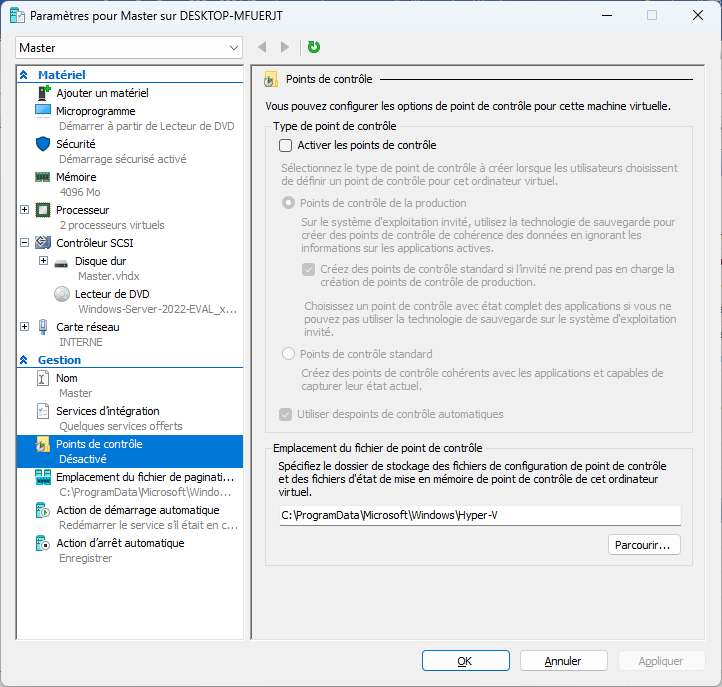 Paramètres pour Master sur DESKTOP-MFUERJT
Master
Matériel
Ajouter un matériel
Microprogramme
Démarrer à partir de Lecteur de DVD
Sécurité
Démarrage sécurisé activé
Mémoire
4096 Mo
Processeur
2 processeurs virtuels
Contrôleur SCSI
Disque dur
Master.vhdx
Lecteur de DVD
Windows-Server-2022-EVAL_x...
Carte réseau
INTERNE
Gestion
Nom
Master
Services d'intégration
Quelques services offerts
Points de contrôle
Désactivé
Emplacement du fichier de paginati...
C:\ProgramData\Microsoft\Windo...
Action de démarrage automatique
Redémarrer le service s'il était en c...
Action d'arrêt automatique
Enregistrer
Points de contrôle
Vous pouvez configurer les options de point de contrôle pour cette machine virtuelle.
Type de point de contrôle
Activer les points de contrôle
Sélectionnez le type de point de contrôle à créer lorsque les utilisateurs choisissent
de définir un point de contrôle pour cet ordinateur virtuel.
Points de contrôle de la production
Sur le système d'exploitation invité, utilisez la technologie de sauvegarde pour
créer des points de contrôle de cohérence des données en ignorant les
informations sur les applications actives.
Créez des points de contrôle standard si l'invité ne prend pas en charge la
création de points de contrôle de production.
Choisissez un point de contrôle avec état complet des applications si vous ne
pouvez pas utiliser la technologie de sauvegarde sur le système d'exploitation
invité.
Points de contrôle standard
Créez des points de contrôle cohérents avec les applications et capables de
capturer leur état actuel.
Utiliser despoints de contrôle automatiques
Emplacement du fichier de point de contrôle
Spécifiez le dossier de stockage des fichiers de configuration de point de contrôle
et des fichiers d'état de mise en mémoire de point de contrôle de cet ordinateur
virtuel.
C:\ProgramData\Microsoft\Windows\Hyper-V
Parcourir...
OK
Annuler
Appliquer